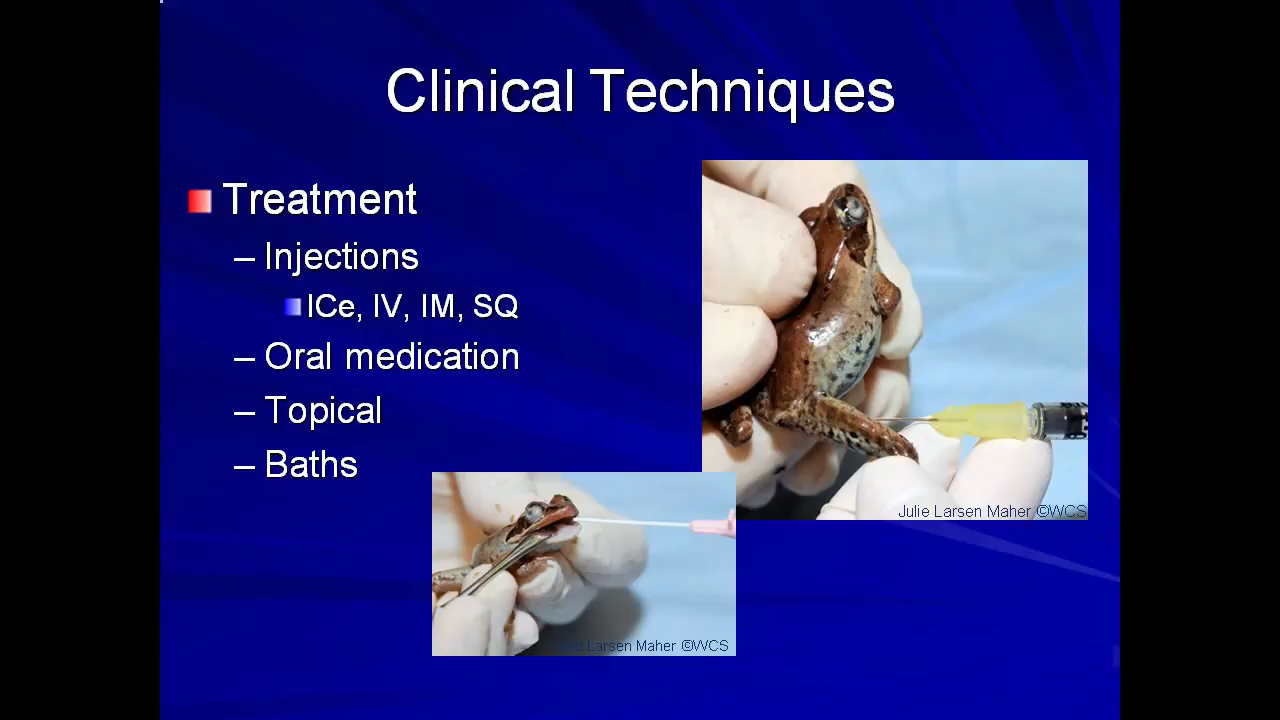 Clinical Techniques
Treatment
– Injections
ICe, IV, IM, SQ
– Oral medication
– Topical
– Baths
Julie Larsen Maher ©WCS
Larsen Maher ©WCS